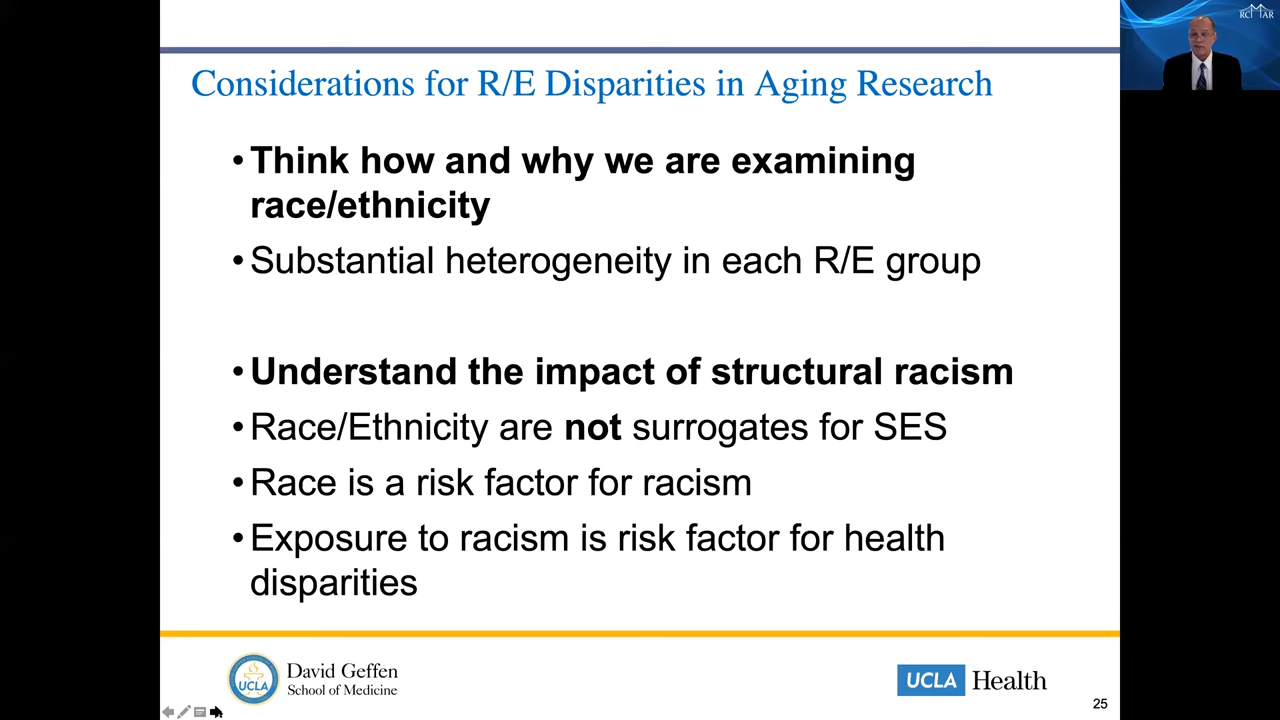 RCMAR
Considerations for R/E Disparities in Aging Research
•Think how and why we are examining
race/ethnicity
•Substantial heterogeneity in each R/E group
•Understand the impact of structural racism
•Race/Ethnicity are not surrogates for SES
•Race is a risk factor for racism
•Exposure to racism is risk factor for health
disparities
UCLA
David Geffen
School of Medicine
UCLA Health
25